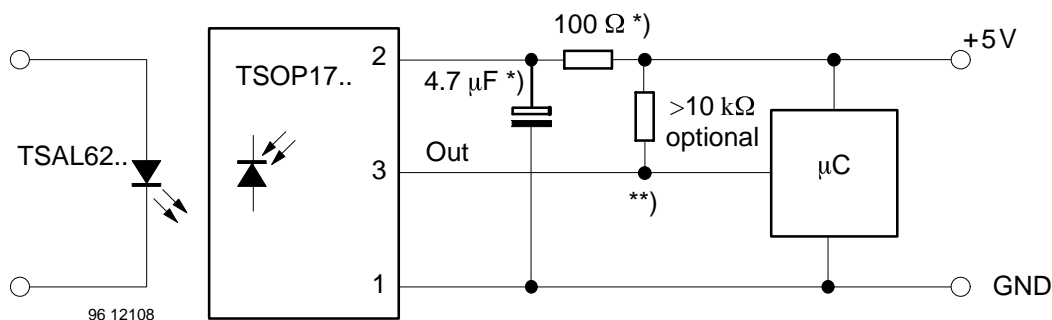 100 Ω *)
+5V
2
TSOP17..
4.7 µF *)
>10 kΩ
optional
TSAL62..
Out
3
µC
**)
1
GND
96 12108